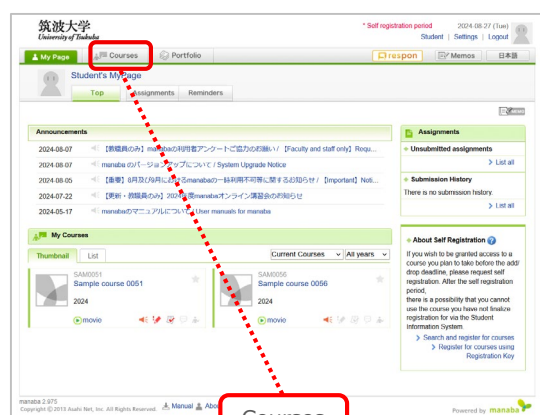 筑波大学
University of Tsukuba
* Self registration period 2024-08-27 (Tue)
Student | Settings | Logout
My Page Courses Portfolio respon Memos 日本語
Student's MyPage
Top Assignments Reminders
Announcements
2024-08-07 【教職員のみ】manabaの利用者アンケートご協力のお願い / 【Faculty and staff only】Requ...
2024-08-07 manaba のバージョンアップについて / System Upgrade Notice
2024-08-05 【重要】8月及び9月におけるmanabaの一時利用不可等に関するお知らせ / 【Important】Noti...
2024-07-22 【更新・教職員のみ】2024年度manabaオンライン講習会のお知らせ
2024-05-17 manabaのマニュアルについて / User manuals for manaba
My Courses
Thumbnail List Current Courses All years
SAM0051
Sample course 0051
2024
movie
SAM0056
Sample course 0056
2024
movie
Assignments
Unsubmitted assignments
List all
Submission History
There is no submission history.
List all
About Self Registration
If you wish to be granted access to a
course you plan to take before the add/
drop deadline, please request self
registration. After the self registration
period,
there is a possibility that you cannot
use the course you have not finalize
registration for via the Student
Information System.
Search and register for courses
Register for courses using
Registration Key
manaba 2.975
Copyright © 2013 Asahi Net, Inc. All Rights Reserved. Manual
Powered by manaba
Courses